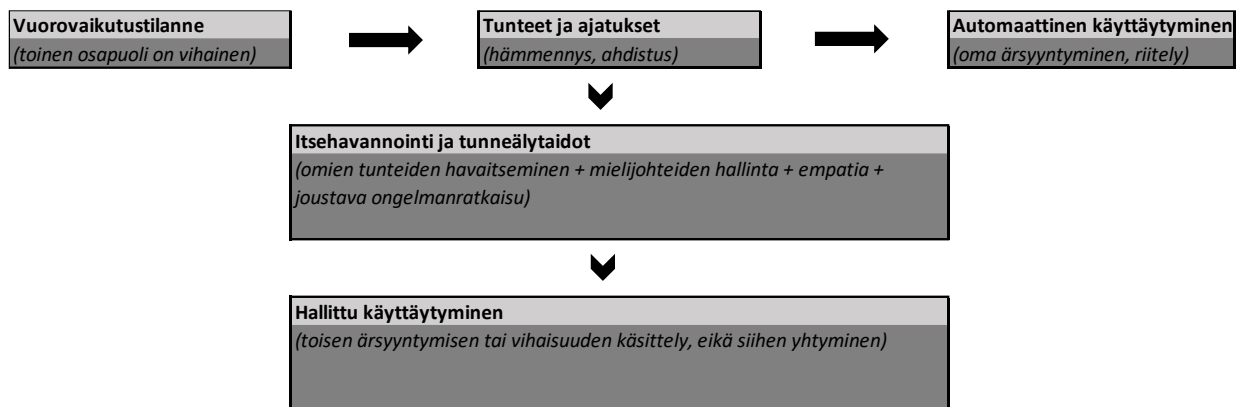 Vuorovaikutustilanne
(toinen osapuoli on vihainen)
Tunteet ja ajatukset
(hämmennys, ahdistus)
Automaattinen käyttäytyminen
(oma ärsyyntyminen, riitely)
Itsehavannointi ja tunneälytaidot
(omien tunteiden havaitseminen + mielijohteiden hallinta + empatia +
joustava ongelmanratkaisu)
Hallittu käyttäytyminen
(toisen ärsyyntymisen tai vihaisuuden käsittely, eikä siihen yhtyminen)